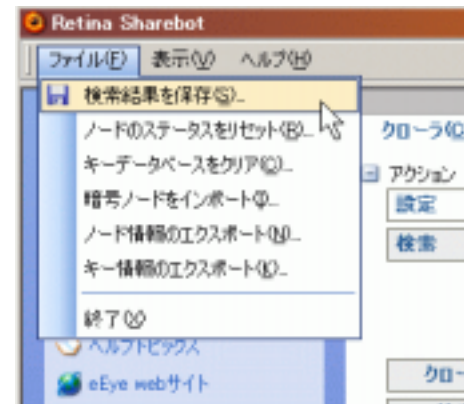 Retina Sharebot
ファイル(F) 表示(V) ヘルプ(H)
検索結果を保存(S)...
ノードのステータスをリセット(R)...
キーデータベースをクリア(C)...
暗号ノードをインポート(I)...
ノード情報のエクスポート(N)...
キー情報のエクスポート(K)...
終了(X)
クローラ(C
アクション
設定
検索
ヘルプトピックス
eEye webサイト
クロー